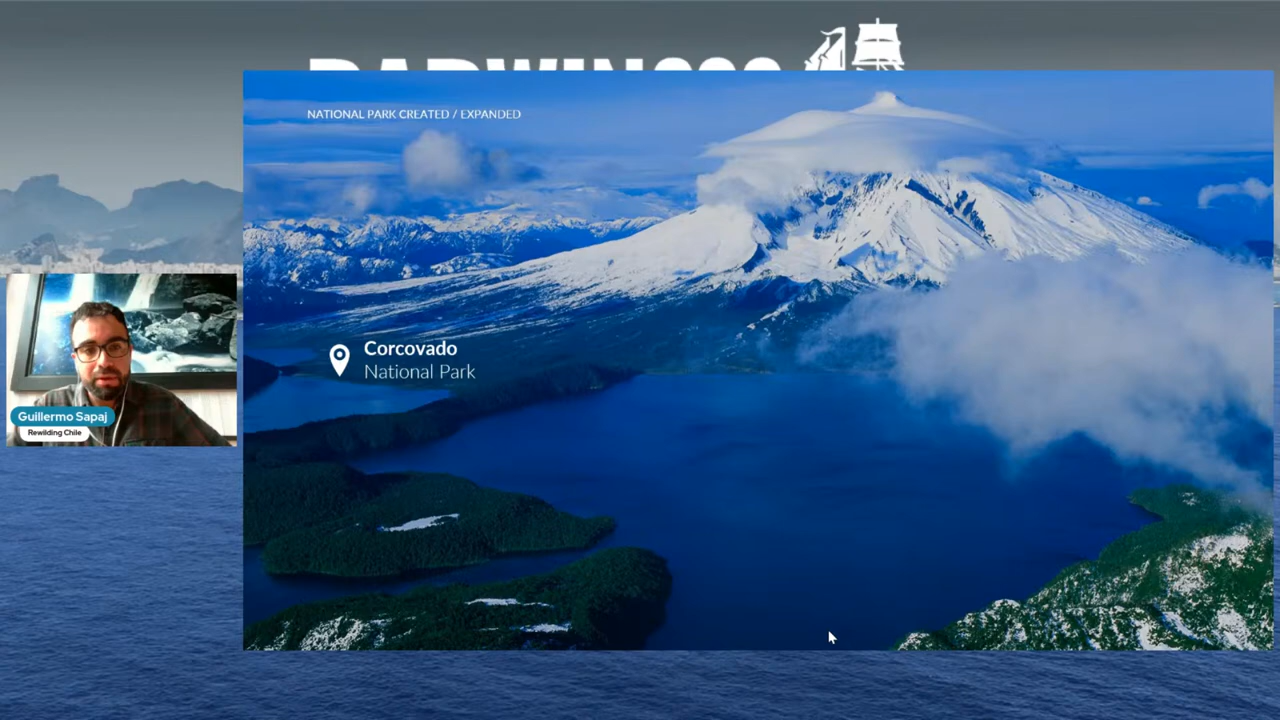 NATIONAL PARK CREATED / EXPANDED
Corcovado
National Park
Guillermo Sapaj
Rewilding Chile